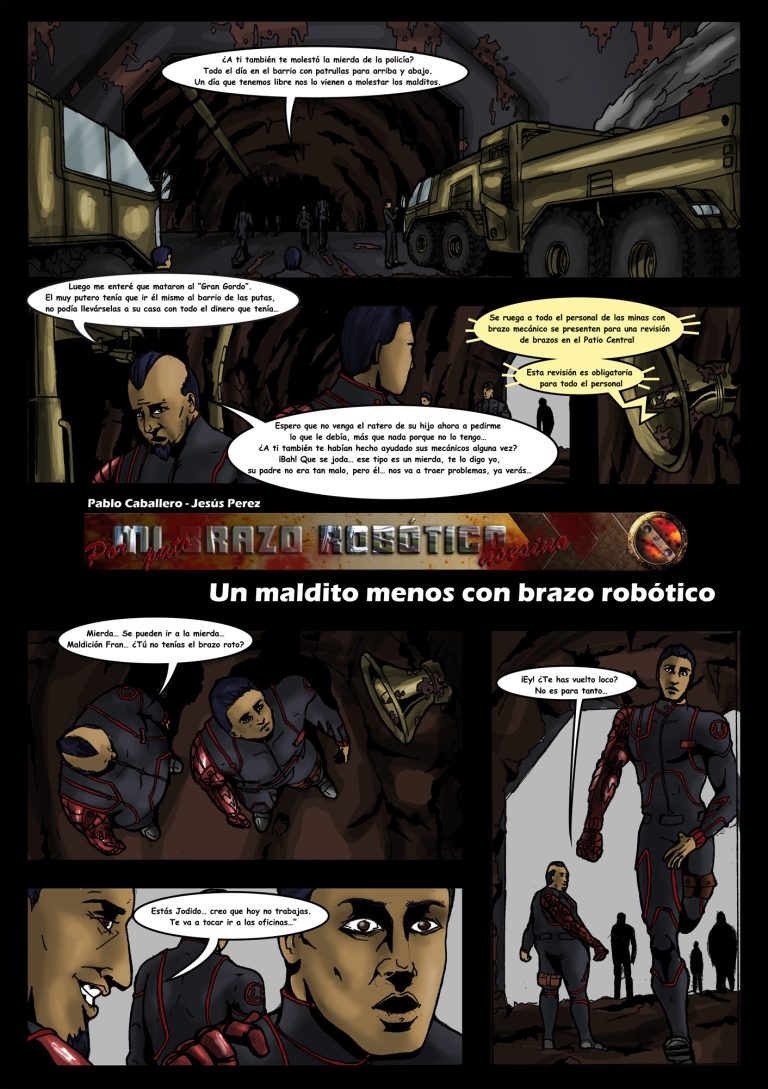 ¿A ti también te molestó la mierda de la policía?
Todo el día en el barrio con patrullas para arriba y abajo.
Un día que tenemos libre nos lo vienen a molestar los malditos.
Luego me enteré que mataron al "Gran Gordo".
El muy putero tenía que ir él mismo al barrio de las putas,
no podía llevárselas a su casa con todo el dinero que tenía...
Se ruega a todo el personal de las minas con
brazo mecánico se presenten para una revisión
de brazos en el Patio Central
Esta revisión es obligatoria
para todo el personal
Espero que no venga el ratero de su hijo ahora a pedirme
lo que le debía, más que nada porque no lo tengo...
¿A ti también te habían hecho ayudado sus mecánicos alguna vez?
¡Bah! Que se joda... ese tipo es un mierda, te lo digo yo,
su padre no era tan malo, pero él... nos va a traer problemas, ya verás...
Pablo Caballero - Jesús Perez
MI BRAZO ROBÓTICO
Por puto asesino
Un maldito menos con brazo robótico
Mierda... Se pueden ir a la mierda...
Maldición Fran... ¿Tú no tenías el brazo roto?
¡Ey! ¿Te has vuelto loco?
No es para tanto...
Estás Jodido... creo que hoy no trabajas.
Te va a tocar ir a las oficinas..."